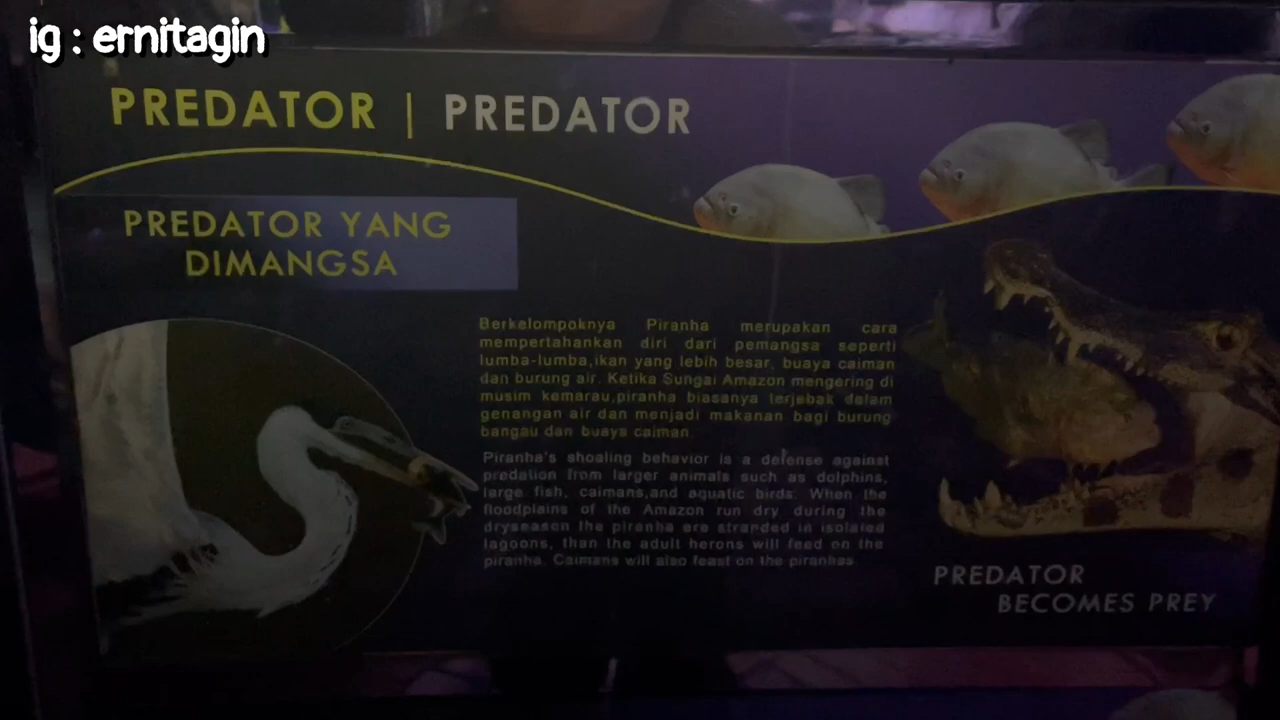 ig : ernitagin
PREDATOR | PREDATOR
PREDATOR YANG
DIMANGSA
Berkelompoknya Piranha merupakan cara
mempertahankan diri dari pemangsa seperti
lumba-lumba,ikan yang lebih besar, buaya caiman
dan burung air. Ketika Sungai Amazon mengering di
musim kemarau,piranha biasanya terjebak dalam
genangan air dan menjadi makanan bagi burung
bangau dan buaya caiman.
Piranha's shoaling behavior is a defense against
predation from larger animals such as dolphins,
large fish, caimans,and aquatic birds. When the
floodplains of the Amazon run dry during the
dryseason the piranha are stranded in isolated
lagoons, than the adult herons will feed on the
piranha. Caimans will also feast on the piranhas
PREDATOR
BECOMES PREY